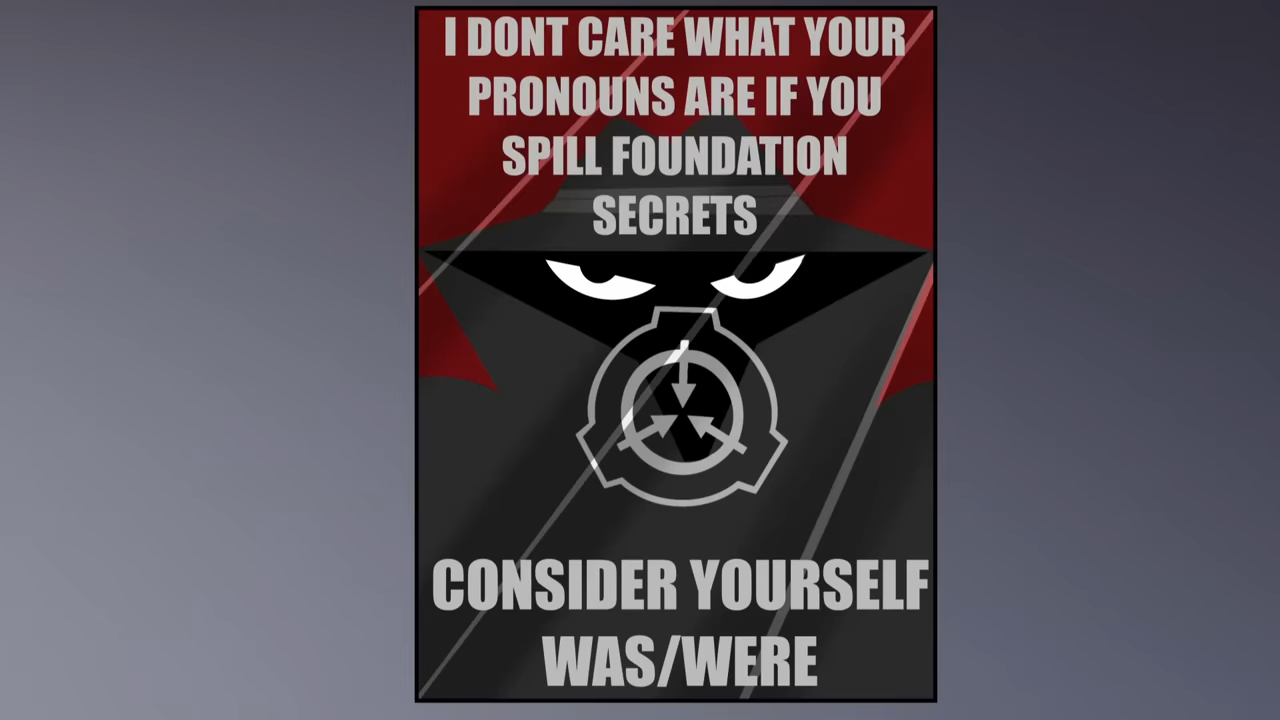 I DONT CARE WHAT YOUR
PRONOUNS ARE IF YOU
SPILL FOUNDATION
SECRETS
CONSIDER YOURSELF
WAS/WERE